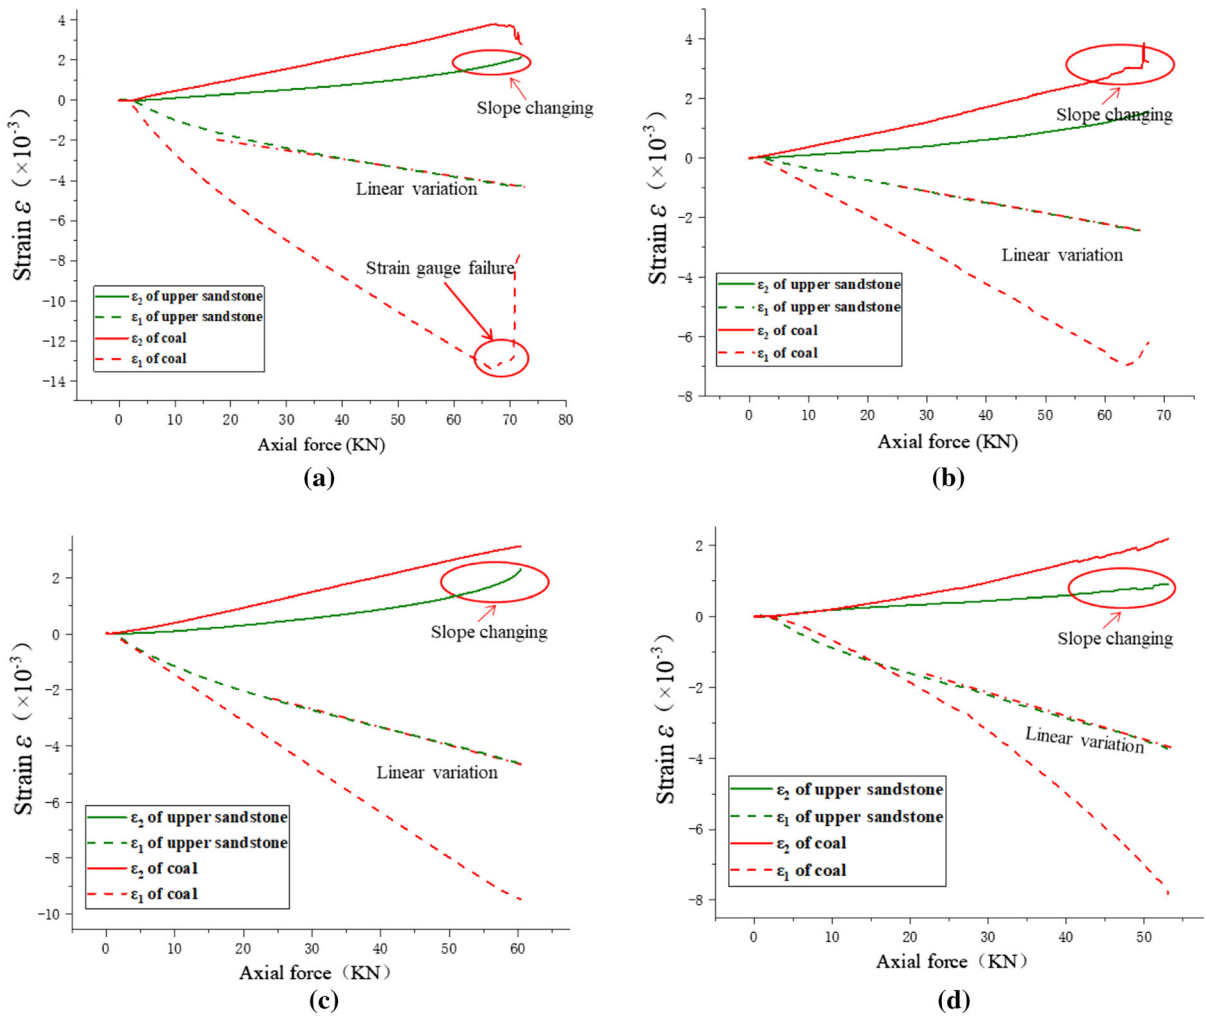 4
2
0
-2
-4
-6
-8
-10
-12
-14
Strain ε (×10⁻³)
Slope changing
Linear variation
Strain gauge failure
ε₂ of upper sandstone
ε₁ of upper sandstone
ε₂ of coal
ε₁ of coal
0 10 20 30 40 50 60 70 80
Axial force (KN)
(a)
4
2
0
-2
-4
-6
-8
Strain ε (×10⁻³)
Slope changing
Linear variation
ε₂ of upper sandstone
ε₁ of upper sandstone
ε₂ of coal
ε₁ of coal
0 10 20 30 40 50 60 70
Axial force (KN)
(b)
2
0
-2
-4
-6
-8
-10
Strain ε (×10⁻³)
Slope changing
Linear variation
ε₂ of upper sandstone
ε₁ of upper sandstone
ε₂ of coal
ε₁ of coal
0 10 20 30 40 50 60
Axial force（KN）
(c)
2
0
-2
-4
-6
-8
Strain ε (×10⁻³)
Slope changing
Linear variation
ε₂ of upper sandstone
ε₁ of upper sandstone
ε₂ of coal
ε₁ of coal
0 10 20 30 40 50
Axial force（KN）
(d)